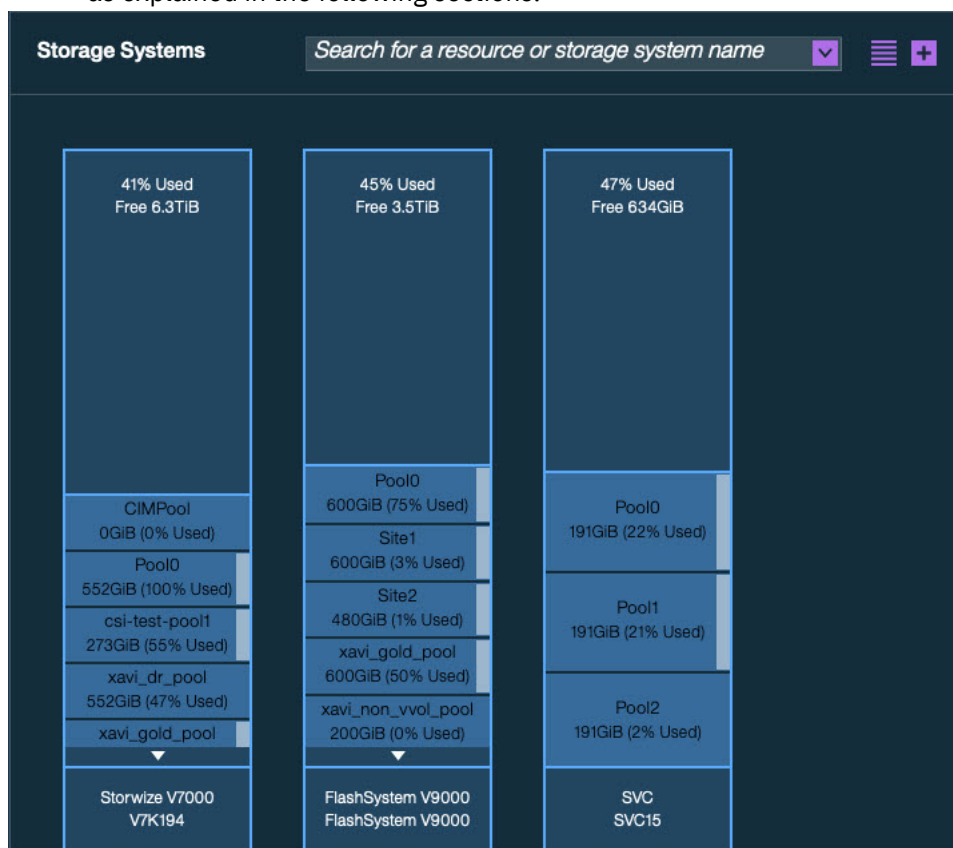 as explained in the following sections.
Storage Systems
Search for a resource or storage system name
41% Used
Free 6.3TiB
CIMPool
0GiB (0% Used)
Pool0
552GiB (100% Used)
csi-test-pool1
273GiB (55% Used)
xavi_dr_pool
552GiB (47% Used)
xavi_gold_pool
Storwize V7000
V7K194
45% Used
Free 3.5TiB
Pool0
600GiB (75% Used)
Site1
600GiB (3% Used)
Site2
480GiB (1% Used)
xavi_gold_pool
600GiB (50% Used)
xavi_non_vvol_pool
200GiB (0% Used)
FlashSystem V9000
FlashSystem V9000
47% Used
Free 634GiB
Pool0
191GiB (22% Used)
Pool1
191GiB (21% Used)
Pool2
191GiB (2% Used)
SVC
SVC15